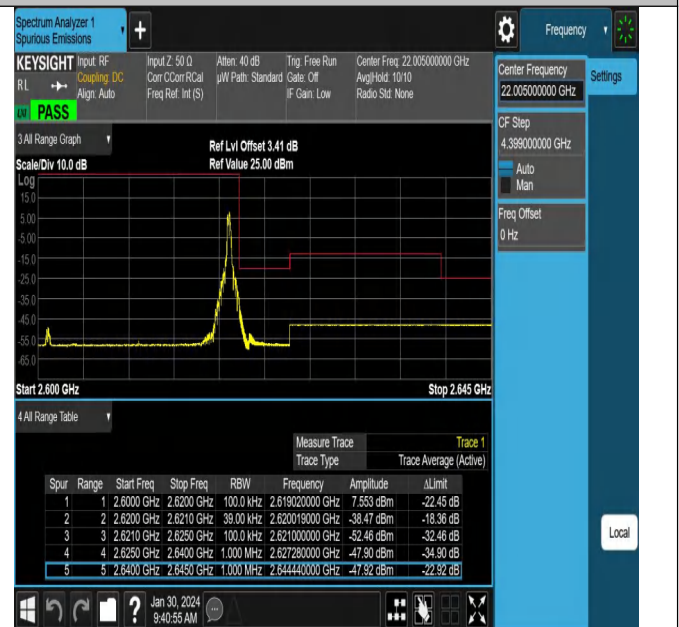 Spectrum Analyzer 1
Spurious Emissions
+
Frequency
KEYSIGHT Input: RF Input Z: 50 Ω Atten: 40 dB Trig: Free Run Center Freq: 22.005000000 GHz
RL Coupling: DC Corr CCorr RCal µW Path: Standard Gate: Off Avg|Hold: 10/10
Align: Auto Freq Ref: Int (S) IF Gain: Low Radio Std: None
PASS
Center Frequency
22.005000000 GHz
Settings
CF Step
4.399000000 GHz
Auto
Man
Freq Offset
0 Hz
3 All Range Graph
Ref Lvl Offset 3.41 dB
Scale/Div 10.0 dB Ref Value 25.00 dBm
Log
15.0
5.00
-5.00
-15.0
-25.0
-35.0
-45.0
-55.0
-65.0
Start 2.600 GHz Stop 2.645 GHz
4 All Range Table
Measure Trace Trace 1
Trace Type Trace Average (Active)
Spur Range Start Freq Stop Freq RBW Frequency Amplitude ΔLimit
1 1 2.6000 GHz 2.6200 GHz 100.0 kHz 2.619020000 GHz 7.553 dBm -22.45 dB
2 2 2.6200 GHz 2.6210 GHz 39.00 kHz 2.620019000 GHz -38.47 dBm -18.36 dB
3 3 2.6210 GHz 2.6250 GHz 100.0 kHz 2.621000000 GHz -52.46 dBm -32.46 dB
4 4 2.6250 GHz 2.6400 GHz 1.000 MHz 2.627280000 GHz -47.90 dBm -34.90 dB
5 5 2.6400 GHz 2.6450 GHz 1.000 MHz 2.644440000 GHz -47.92 dBm -22.92 dB
Local
?
Jan 30, 2024
9:40:55 AM